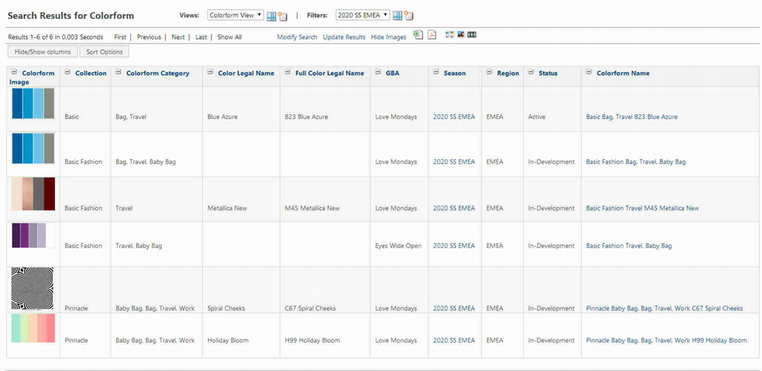 Search Results for Colorform Views: Colorform View | Filters: 2020 SS EMEA
Results 1-6 of 6 in 0.003 Seconds First | Previous | Next | Last | Show All Modify Search Update Results Hide Images
Hide/Show columns Sort Options
Colorform Image Collection Colorform Category Color Legal Name Full Color Legal Name GBA Season Region Status Colorform Name
Basic Bag, Travel Blue Azure B23 Blue Azure Love Mondays 2020 SS EMEA EMEA Active Basic Bag, Travel B23 Blue Azure
Basic Fashion Bag, Travel, Baby Bag Love Mondays 2020 SS EMEA EMEA In-Development Basic Fashion Bag, Travel, Baby Bag
Basic Fashion Travel Metallica New M45 Metallica New Love Mondays 2020 SS EMEA EMEA In-Development Basic Fashion Travel M45 Metallica New
Basic Fashion Travel, Baby Bag Eyes Wide Open 2020 SS EMEA EMEA In-Development Basic Fashion Travel, Baby Bag
Pinnacle Baby Bag, Bag, Travel, Work Spiral Cheeks C67 Spiral Cheeks Love Mondays 2020 SS EMEA EMEA In-Development Pinnacle Baby Bag, Bag, Travel, Work C67 Spiral Cheeks
Pinnacle Baby Bag, Bag, Travel, Work Holiday Bloom H99 Holiday Bloom Love Mondays 2020 SS EMEA EMEA In-Development Pinnacle Baby Bag, Bag, Travel, Work H99 Holiday Bloom